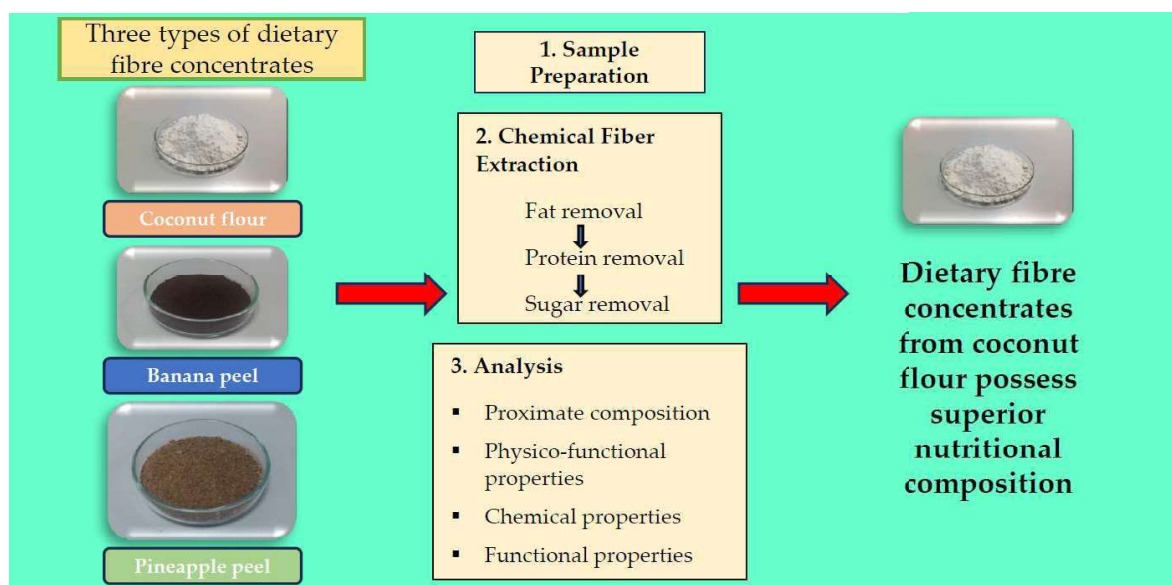 Three types of dietary
fibre concentrates
Coconut flour
Banana peel
Pineapple peel
1. Sample
Preparation
2. Chemical Fiber
Extraction
Fat removal
Protein removal
Sugar removal
3. Analysis
▪ Proximate composition
▪ Physico-functional
properties
▪ Chemical properties
▪ Functional properties
Dietary fibre
concentrates
from coconut
flour possess
superior
nutritional
composition